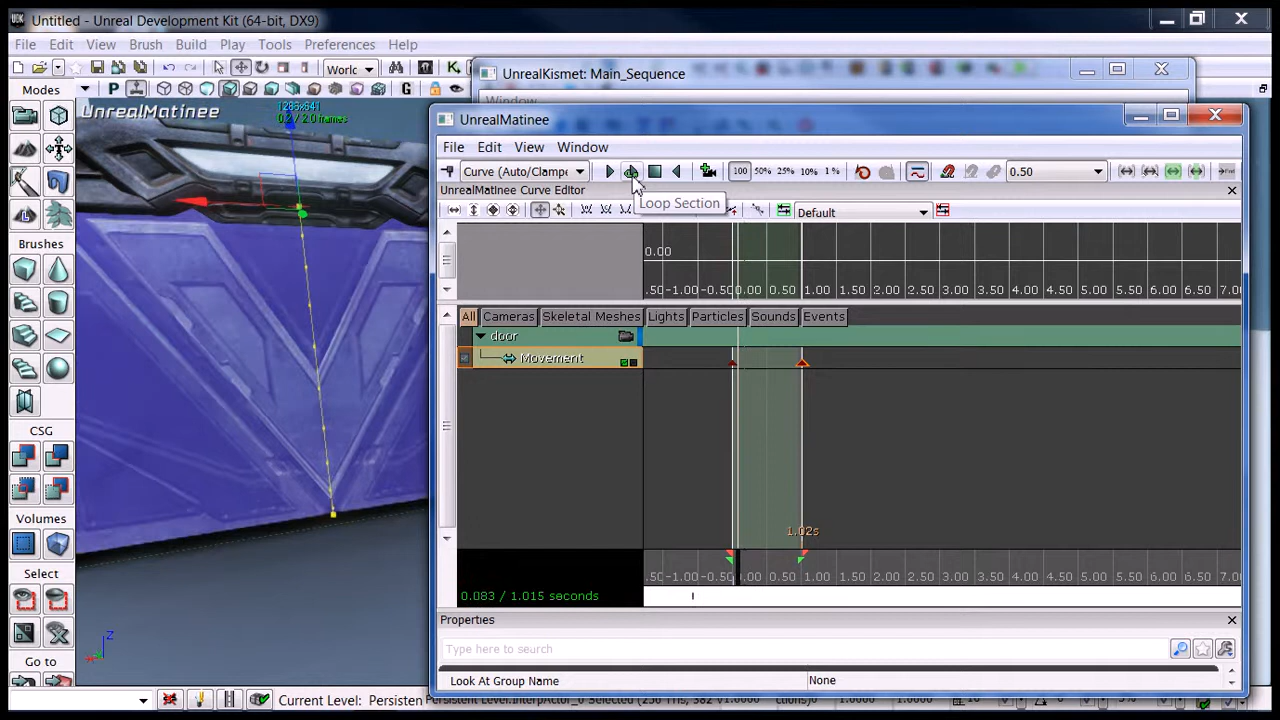 Untitled - Unreal Development Kit (64-bit, DX9)
File Edit View Brush Build Play Tools Preferences Help
Worlc
Modes
P
G
UnrealMatinee
UnrealKismet: Main_Sequence
Window
UnrealMatinee
File Edit View Window
Curve (Auto/Clampe
100 50% 25% 10% 1%
0.50
Loop Section
UnrealMatinee Curve Editor
Default
0.00
.50 -1.00 -0.50 0.00 0.50 1.00 1.50 2.00 2.50 3.00 3.50 4.00 4.50 5.00 5.50 6.00 6.50 7.0
All Cameras Skeletal Meshes Lights Particles Sounds Events
door
Movement
Brushes
CSG
Volumes
Select
Go to
1.02s
.50 -1.00 -0.50 0.00 0.50 1.00 1.50 2.00 2.50 3.00 3.50 4.00 4.50 5.00 5.50 6.00 6.50 7.0
0.083 / 1.015 seconds
Properties
Type here to search
Look At Group Name None
Z
Current Level: Persisten